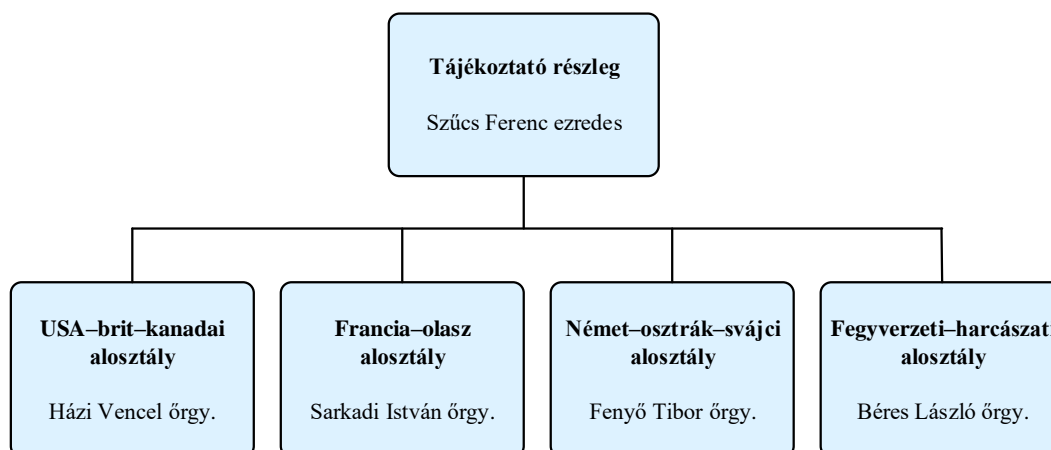 Tájékoztató részleg
Szűcs Ferenc ezredes
USA–brit–kanadai
alosztály
Házi Vencel őrgy.
Francia–olasz
alosztály
Sarkadi István őrgy.
Német–osztrák–svájci
alosztály
Fenyő Tibor őrgy.
Fegyverzeti–harcászati
alosztály
Béres László őrgy.